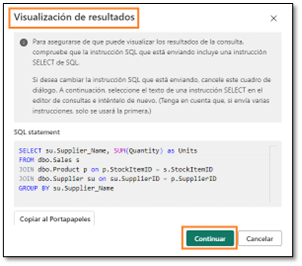 Visualización de resultados
Para asegurarse de que puede visualizar los resultados de la consulta,
compruebe que la instrucción SQL que está enviando incluye una instrucción
SELECT de SQL.
Si desea cambiar la instrucción SQL que está enviando, cancele este cuadro de
diálogo. A continuación, seleccione el texto de una instrucción SELECT en el
editor de consultas e inténtelo de nuevo. (Tenga en cuenta que, si envía varias
instrucciones, solo se usará la primera.)
SQL statement
SELECT su.Supplier_Name, SUM(Quantity) as Units
FROM dbo.Sales s
JOIN dbo.Product p on p.StockItemID = s.StockItemID
JOIN dbo.Supplier su on su.SupplierID = p.SupplierID
GROUP BY su.Supplier_Name
Copiar al Portapapeles
Continuar
Cancelar